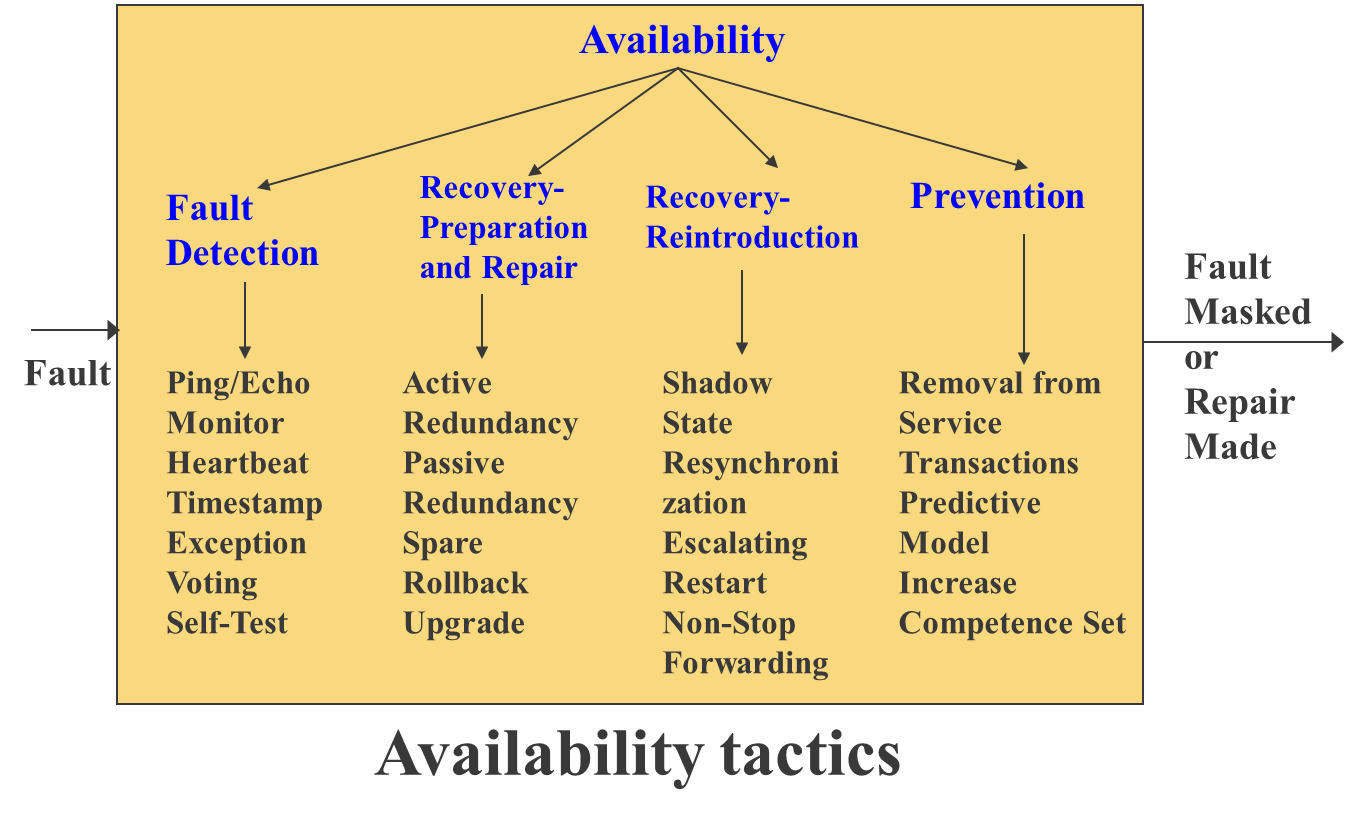 Availability
Fault
Detection
Recovery-
Preparation
and Repair
Recovery-
Reintroduction
Prevention
Fault
Ping/Echo
Monitor
Heartbeat
Timestamp
Exception
Voting
Self-Test
Active
Redundancy
Passive
Redundancy
Spare
Rollback
Upgrade
Shadow
State
Resynchroni
zation
Escalating
Restart
Non-Stop
Forwarding
Removal from
Service
Transactions
Predictive
Model
Increase
Competence Set
Fault
Masked
or
Repair
Made
Availability tactics